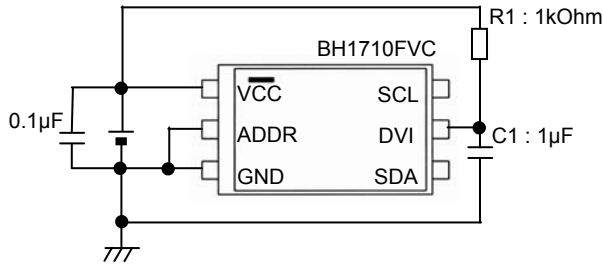 R1 : 1kOhm
BH1710FVC
VCC SCL
0.1µF
ADDR DVI
C1 : 1µF
GND SDA